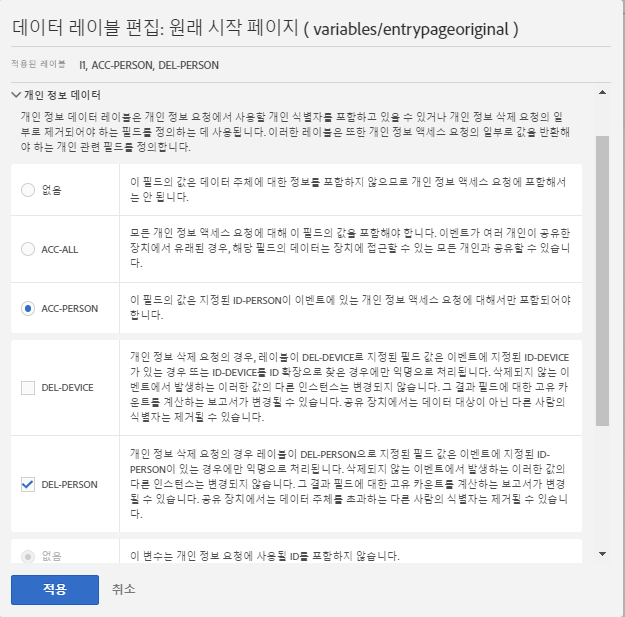 데이터 레이블 편집: 원래 시작 페이지 ( variables/entrypageoriginal )
적용된 레이블 I1, ACC-PERSON, DEL-PERSON
개인 정보 데이터
개인 정보 데이터 레이블은 개인 정보 요청에서 사용할 개인 식별자를 포함하고 있을 수 있거나 개인 정보 삭제 요청의 일
부로 제거되어야 하는 필드를 정의하는 데 사용됩니다. 이러한 레이블은 또한 개인 정보 액세스 요청의 일부로 값을 반환해
야 하는 개인 관련 필드를 정의합니다.
없음
이 필드의 값은 데이터 주체에 대한 정보를 포함하지 않으므로 개인 정보 액세스 요청에 포함해서
는 안 됩니다.
ACC-ALL
모든 개인 정보 액세스 요청에 대해 이 필드의 값을 포함해야 합니다. 이벤트가 여러 개인이 공유한
장치에서 유래된 경우, 해당 필드의 데이터는 장치에 접근할 수 있는 모든 개인과 공유할 수 있습니
다.
ACC-PERSON
이 필드의 값은 지정된 ID-PERSON이 이벤트에 있는 개인 정보 액세스 요청에 대해서만 포함되어야
합니다.
DEL-DEVICE
개인 정보 삭제 요청의 경우, 레이블이 DEL-DEVICE로 지정된 필드 값은 이벤트에 지정된 ID-DEVICE
가 있는 경우 또는 ID-DEVICE를 ID 확장으로 찾은 경우에만 익명으로 처리됩니다. 삭제되지 않는 이
벤트에서 발생하는 이러한 값의 다른 인스턴스는 변경되지 않습니다. 그 결과 필드에 대한 고유 카
운트를 계산하는 보고서가 변경될 수 있습니다. 공유 장치에서는 데이터 대상이 아닌 다른 사람의
식별자는 제거될 수 있습니다.
DEL-PERSON
개인 정보 삭제 요청의 경우 레이블이 DEL-PERSON으로 지정된 필드 값은 이벤트에 지정된 ID-
PERSON이 있는 경우에만 익명으로 처리됩니다. 삭제되지 않는 이벤트에서 발생하는 이러한 값의
다른 인스턴스는 변경되지 않습니다. 그 결과 필드에 대한 고유 카운트를 계산하는 보고서가 변경
될 수 있습니다. 공유 장치에서는 데이터 주체를 초과하는 다른 사람의 식별자는 제거될 수 있습니
다.
없음
이 변수는 개인 정보 요청에 사용될 ID를 포함하지 않습니다.
적용 취소